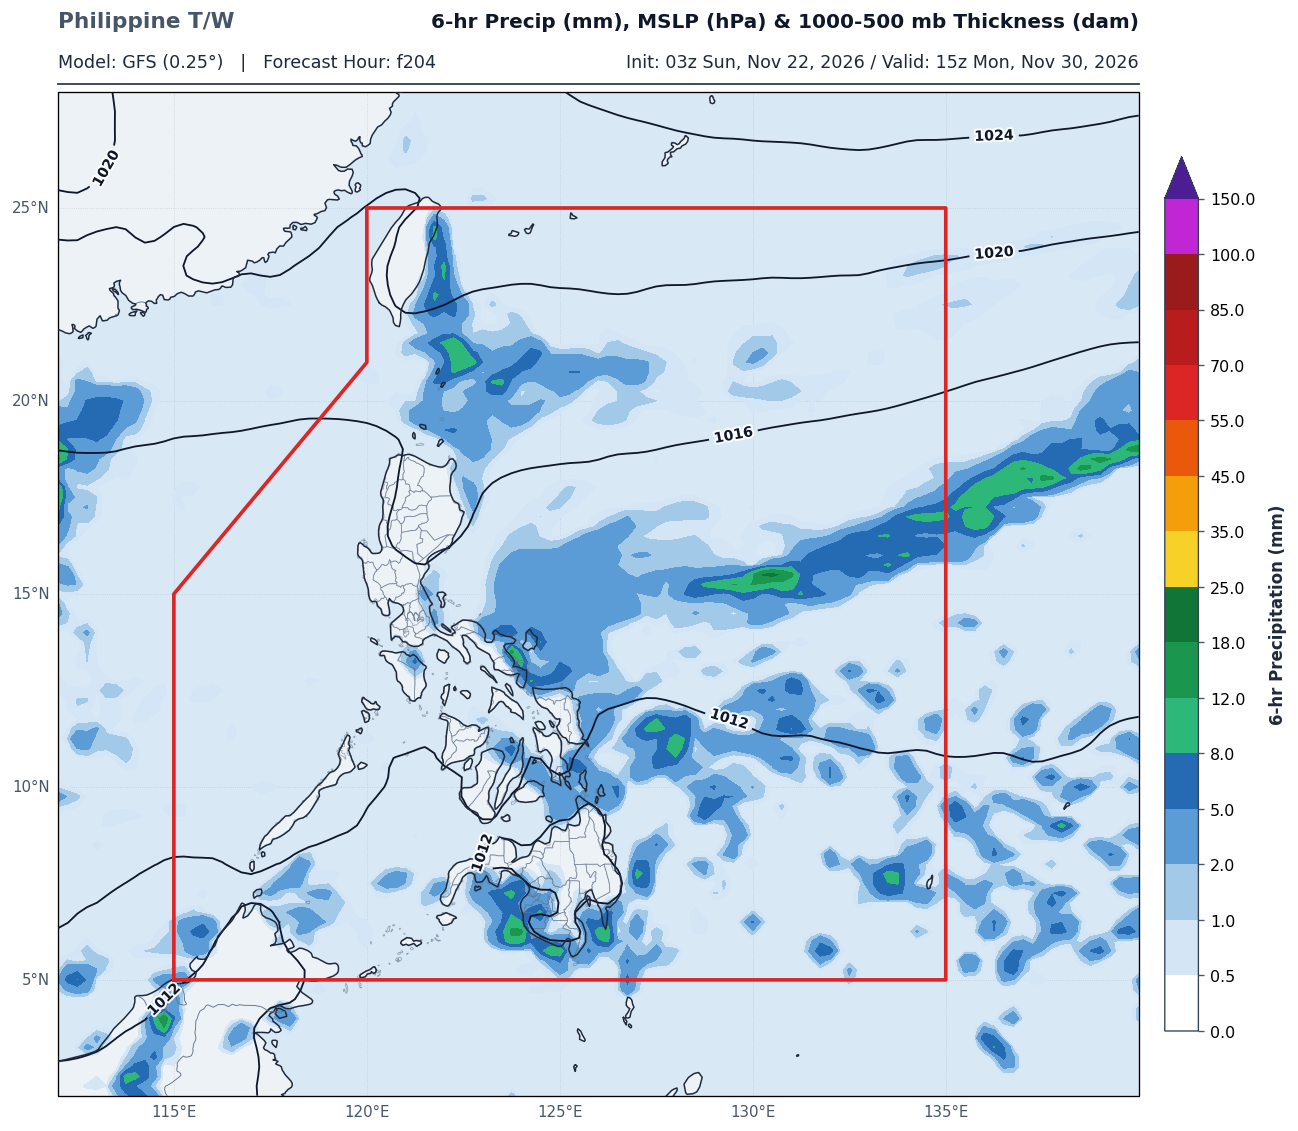 Philippine T/W
6-hr Precip (mm), MSLP (hPa) & 1000-500 mb Thickness (dam)
Model: GFS (0.25°) | Forecast Hour: f204
Init: 03z Sun, Nov 22, 2026 / Valid: 15z Mon, Nov 30, 2026
1024
1020
1020
1016
1012
1012
1012
25°N
20°N
15°N
10°N
5°N
115°E
120°E
125°E
130°E
135°E
150.0
100.0
85.0
70.0
55.0
45.0
35.0
25.0
18.0
12.0
8.0
5.0
2.0
1.0
0.5
0.0
6-hr Precipitation (mm)